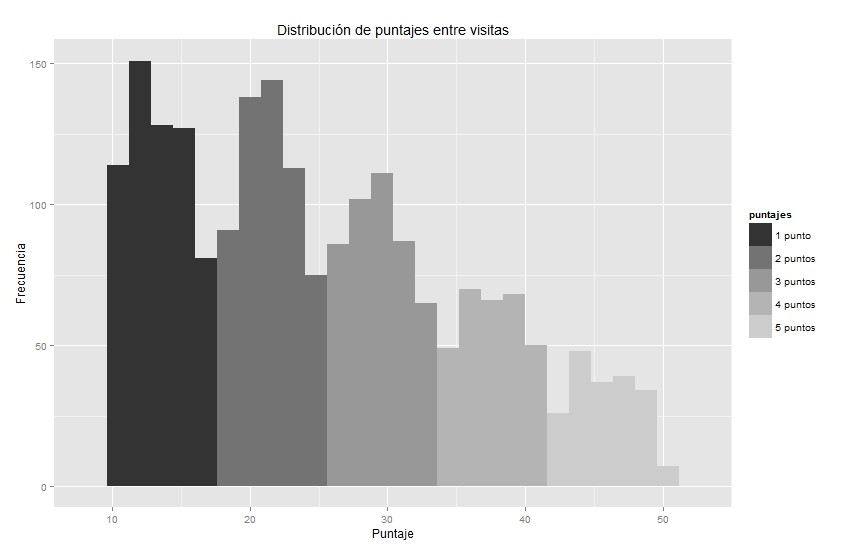 Distribución de puntajes entre visitas
150
100
50
0
Frecuencia
10 20 30 40 50
Puntaje
puntajes
1 punto
2 puntos
3 puntos
4 puntos
5 puntos